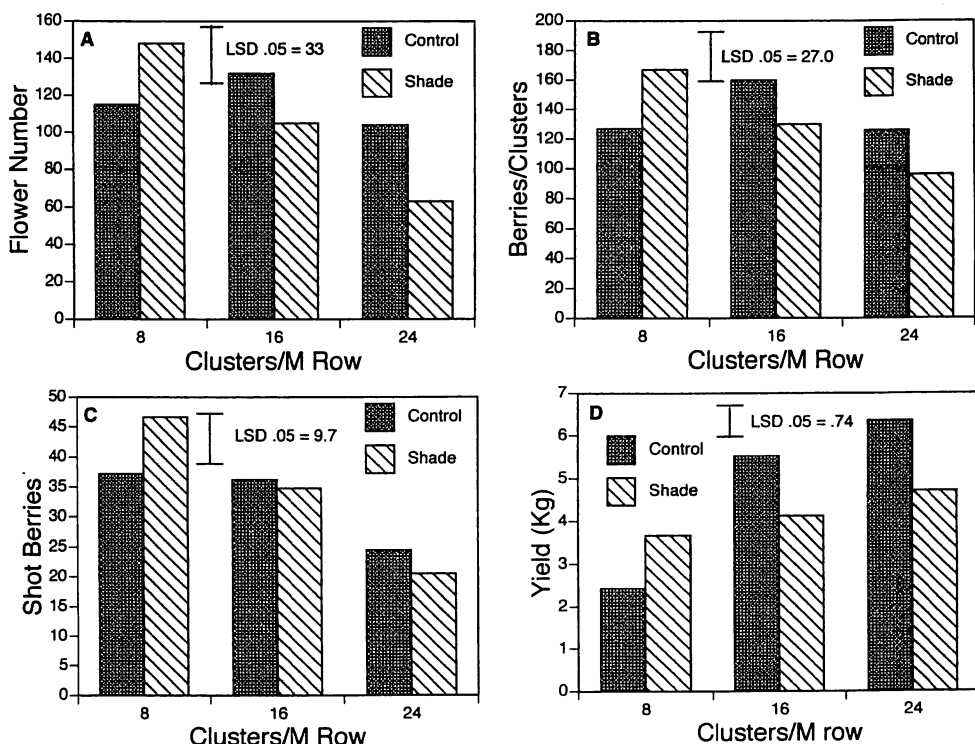 A
LSD .05 = 33
Control
Shade
Flower Number
160
140
120
100
80
60
40
20
0
8
16
24
Clusters/M Row
B
LSD .05 = 27.0
Control
Shade
Berries/Clusters
200
180
160
140
120
100
80
60
40
20
0
8
16
24
Clusters/M Row
C
LSD .05 = 9.7
Control
Shade
Shot Berries
50
45
40
35
30
25
20
15
10
5
0
8
16
24
Clusters/M Row
D
LSD .05 = .74
Control
Shade
Yield (Kg)
7
6
5
4
3
2
1
0
8
16
24
Clusters/M row